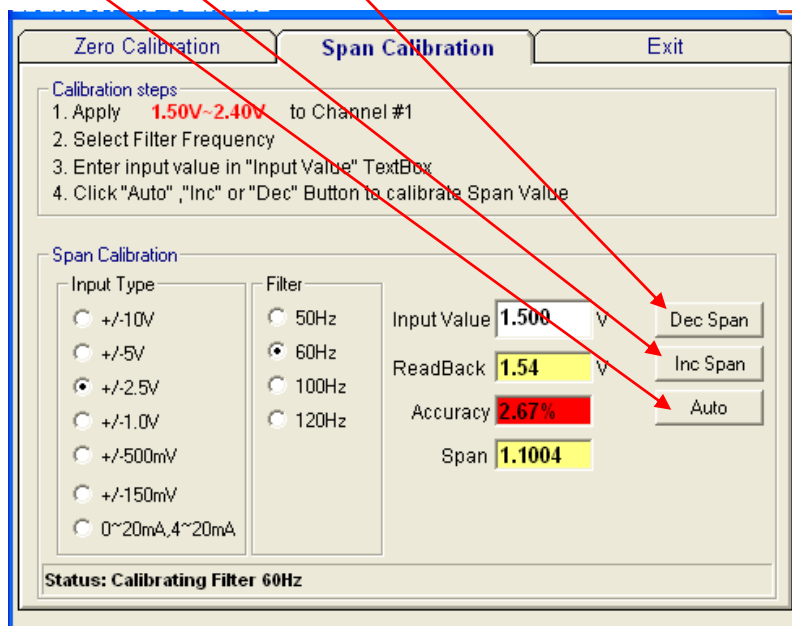 Zero Calibration Span Calibration Exit
Calibration steps
1. Apply 1.50V~2.40V to Channel #1
2. Select Filter Frequency
3. Enter input value in "Input Value" TextBox
4. Click "Auto" ,"Inc" or "Dec" Button to calibrate Span Value
Span Calibration
Input Type
+/-10V
+/-5V
+/-2.5V
+/-1.0V
+/-500mV
+/-150mV
0~20mA,4~20mA
Filter
50Hz
60Hz
100Hz
120Hz
Input Value 1.500 V
ReadBack 1.54 V
Accuracy 2.67%
Span 1.1004
Dec Span
Inc Span
Auto
Status: Calibrating Filter 60Hz